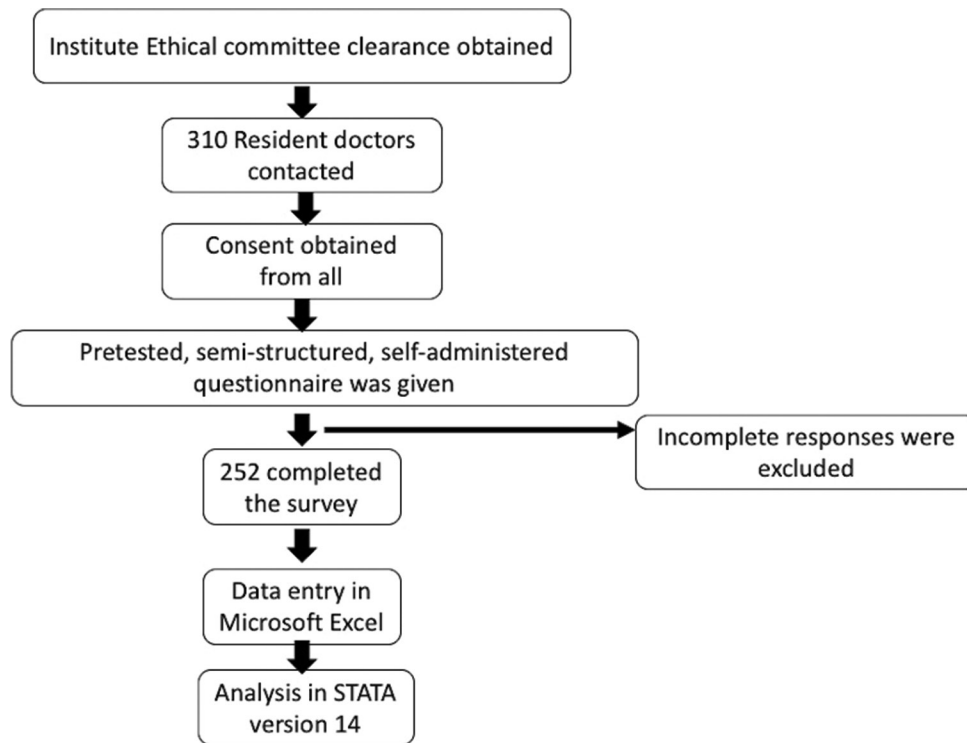 Institute Ethical committee clearance obtained
310 Resident doctors
contacted
Consent obtained
from all
Pretested, semi-structured, self-administered
questionnaire was given
Incomplete responses were
excluded
252 completed
the survey
Data entry in
Microsoft Excel
Analysis in STATA
version 14